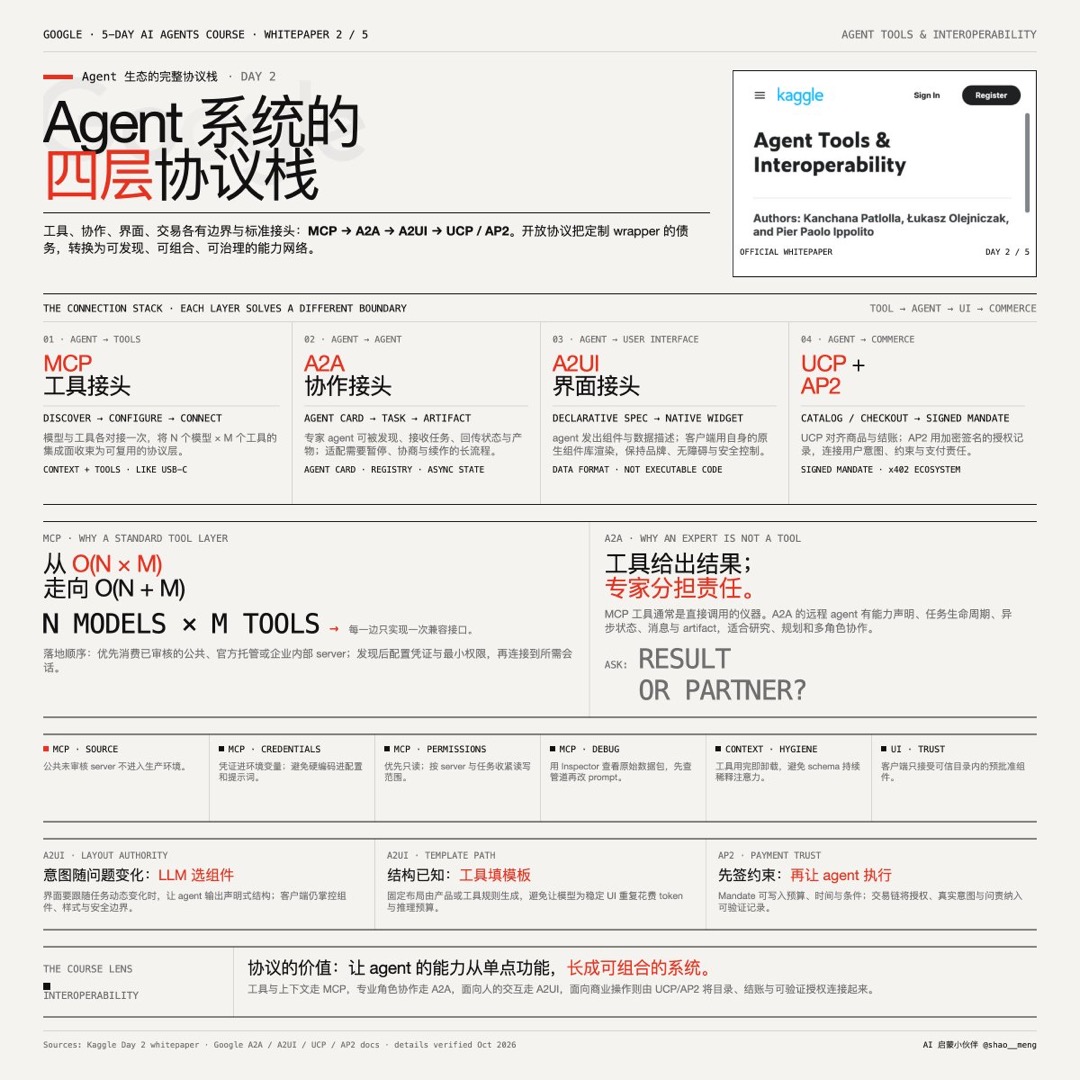 GOOGLE · 5-DAY AI AGENTS COURSE · WHITEPAPER 2 / 5
AGENT TOOLS & INTEROPERABILITY
Agent 生态的完整协议栈 · DAY 2
Google
Agent 系统的
四层协议栈
工具、协作、界面、交易各有边界与标准接头：MCP → A2A → A2UI → UCP / AP2。开放协议把定制 wrapper 的债
务，转换为可发现、可组合、可治理的能力网络。
kaggle
Sign In
Register
Agent Tools &
Interoperability
Authors: Kanchana Patlolla, Łukasz Olejniczak,
and Pier Paolo Ippolito
OFFICIAL WHITEPAPER
DAY 2 / 5
THE CONNECTION STACK · EACH LAYER SOLVES A DIFFERENT BOUNDARY
TOOL → AGENT → UI → COMMERCE
01 · AGENT → TOOLS
MCP
工具接头
DISCOVER → CONFIGURE → CONNECT
模型与工具各对接一次，将 N 个模型 × M 个工具的
集成面收束为可复用的协议层。
CONTEXT + TOOLS · LIKE USB-C
02 · AGENT → AGENT
A2A
协作接头
AGENT CARD → TASK → ARTIFACT
专家 agent 可被发现、接收任务、回传状态与产
物；适配需要暂停、协商与续作的长流程。
AGENT CARD · REGISTRY · ASYNC STATE
03 · AGENT → USER INTERFACE
A2UI
界面接头
DECLARATIVE SPEC → NATIVE WIDGET
agent 发出组件与数据描述；客户端用自身的原
生组件库渲染，保持品牌、无障碍与安全控制。
DATA FORMAT · NOT EXECUTABLE CODE
04 · AGENT → COMMERCE
UCP +
AP2
CATALOG / CHECKOUT → SIGNED MANDATE
UCP 对齐商品与结账；AP2 用加密签名的授权记
录，连接用户意图、约束与支付责任。
SIGNED MANDATE · x402 ECOSYSTEM
MCP · WHY A STANDARD TOOL LAYER
从 O(N × M)
走向 O(N + M)
N MODELS × M TOOLS → 每一边只实现一次兼容接口。
落地顺序：优先消费已审核的公共、官方托管或企业内部 server；发现后配置凭证与最小权限，再连接到所需会
话。
A2A · WHY AN EXPERT IS NOT A TOOL
工具给出结果；
专家分担责任。
MCP 工具通常是直接调用的仪器。A2A 的远程 agent 有能力声明、任务生命周期、异
步状态、消息与 artifact，适合研究、规划和多角色协作。
ASK: RESULT
OR PARTNER?
MCP · SOURCE
公共未审核 server 不进入生产环境。
MCP · CREDENTIALS
凭证进环境变量；避免硬编码进配置
和提示词。
MCP · PERMISSIONS
优先只读；按 server 与任务收紧读写
范围。
MCP · DEBUG
用 Inspector 查看原始数据包，先查
管道再改 prompt。
CONTEXT · HYGIENE
工具用完即卸载，避免 schema 持续
稀释注意力。
UI · TRUST
客户端只接受可信目录内的预批准组
件。
A2UI · LAYOUT AUTHORITY
意图随问题变化：LLM 选组件
界面要跟随任务动态变化时，让 agent 输出声明式结构；客户端仍掌控组
件、样式与安全边界。
A2UI · TEMPLATE PATH
结构已知：工具填模板
固定布局由产品或工具规则生成，避免让模型为稳定 UI 重复花费 token
与推理预算。
AP2 · PAYMENT TRUST
先签约束：再让 agent 执行
Mandate 可写入预算、时间与条件；交易链将授权、真实意图与问责纳入
可验证记录。
THE COURSE LENS
INTEROPERABILITY
协议的价值：让 agent 的能力从单点功能，长成可组合的系统。
工具与上下文走 MCP，专业角色协作走 A2A，面向人的交互走 A2UI，面向商业操作则由 UCP/AP2 将目录、结账与可验证授权连接起来。
Sources: Kaggle Day 2 whitepaper · Google A2A / A2UI / UCP / AP2 docs · details verified Oct 2026
AI 启蒙小伙伴 @shao__meng